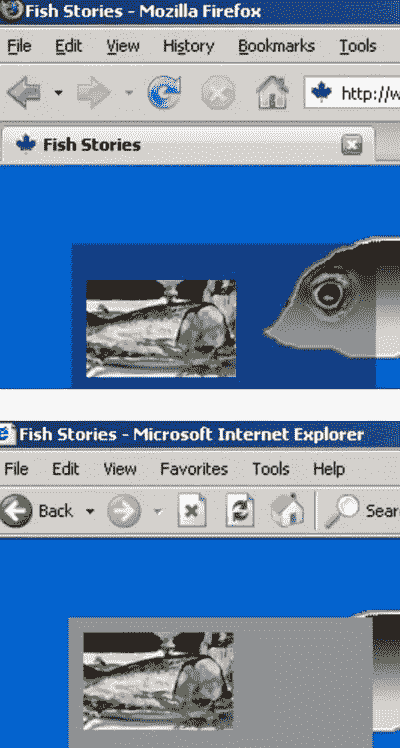 Fish Stories - Mozilla Firefox
File Edit View History Bookmarks Tools
http://w
Fish Stories
Fish Stories - Microsoft Internet Explorer
File Edit View Favorites Tools Help
Back Sear